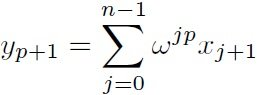 y_{p+1} = \sum_{j=0}^{n-1} \omega^{jp} x_{j+1}